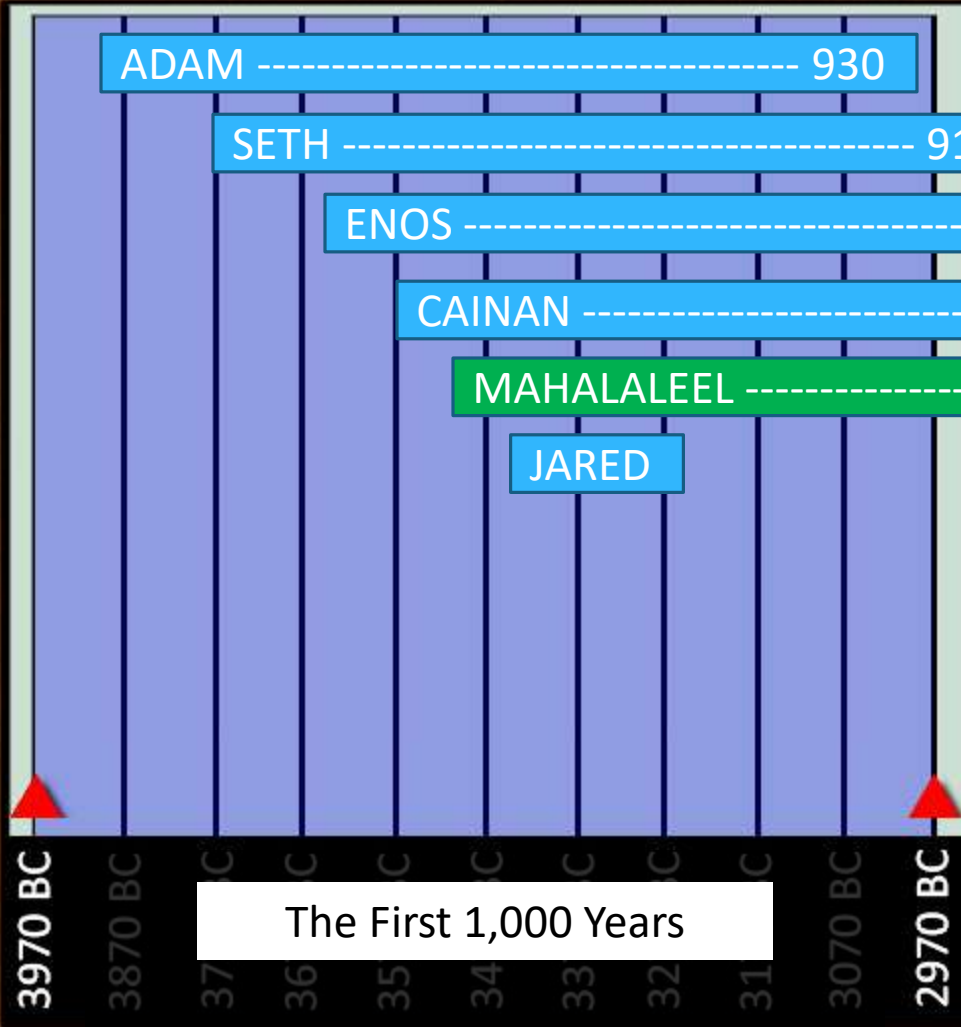 ADAM ------------------------------------- 930
SETH --------------------------------------- 91
ENOS ----------------------------------
CAINAN --------------------------
MAHALALEEL ---------------
JARED
3970 BC
3870 BC
3070 BC
2970 BC
The First 1,000 Years